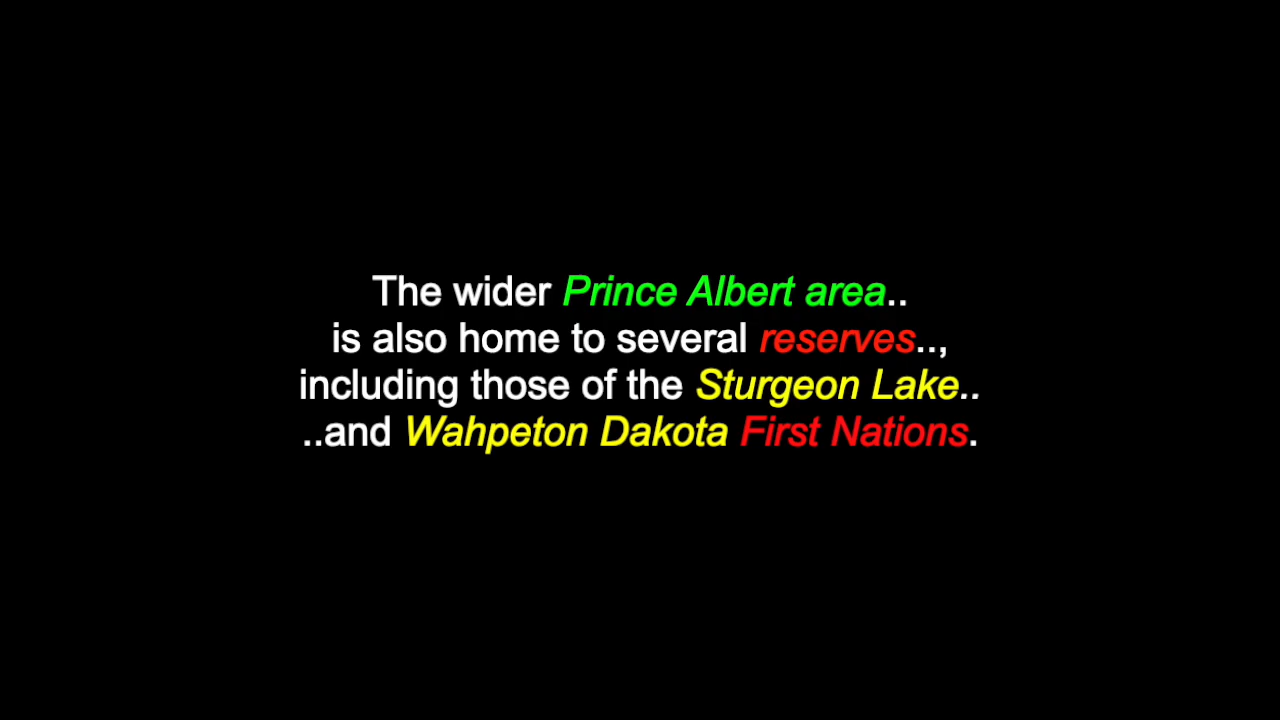 The wider Prince Albert area..
is also home to several reserves..,
including those of the Sturgeon Lake..
..and Wahpeton Dakota First Nations.